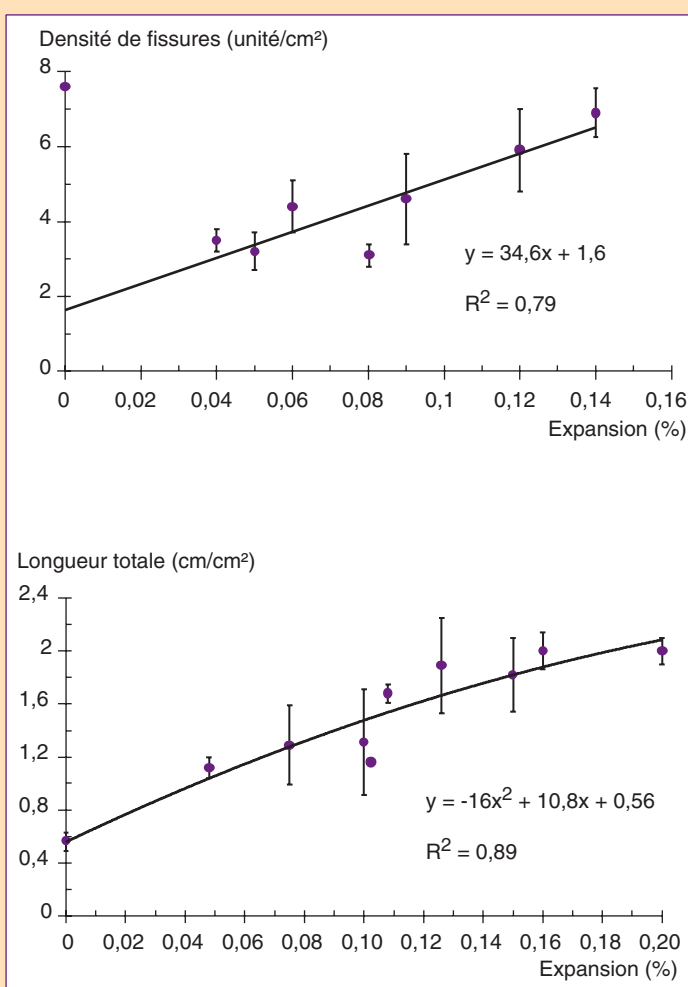 Densité de fissures (unité/cm²)
8
6
4
2
0
y = 34,6x + 1,6
R² = 0,79
0 0,02 0,04 0,06 0,08 0,1 0,12 0,14 0,16
Expansion (%)
Longueur totale (cm/cm²)
2,4
2
1,6
1,2
0,8
0,4
0
y = -16x² + 10,8x + 0,56
R² = 0,89
0 0,02 0,04 0,06 0,08 0,10 0,12 0,14 0,16 0,18 0,20
Expansion (%)